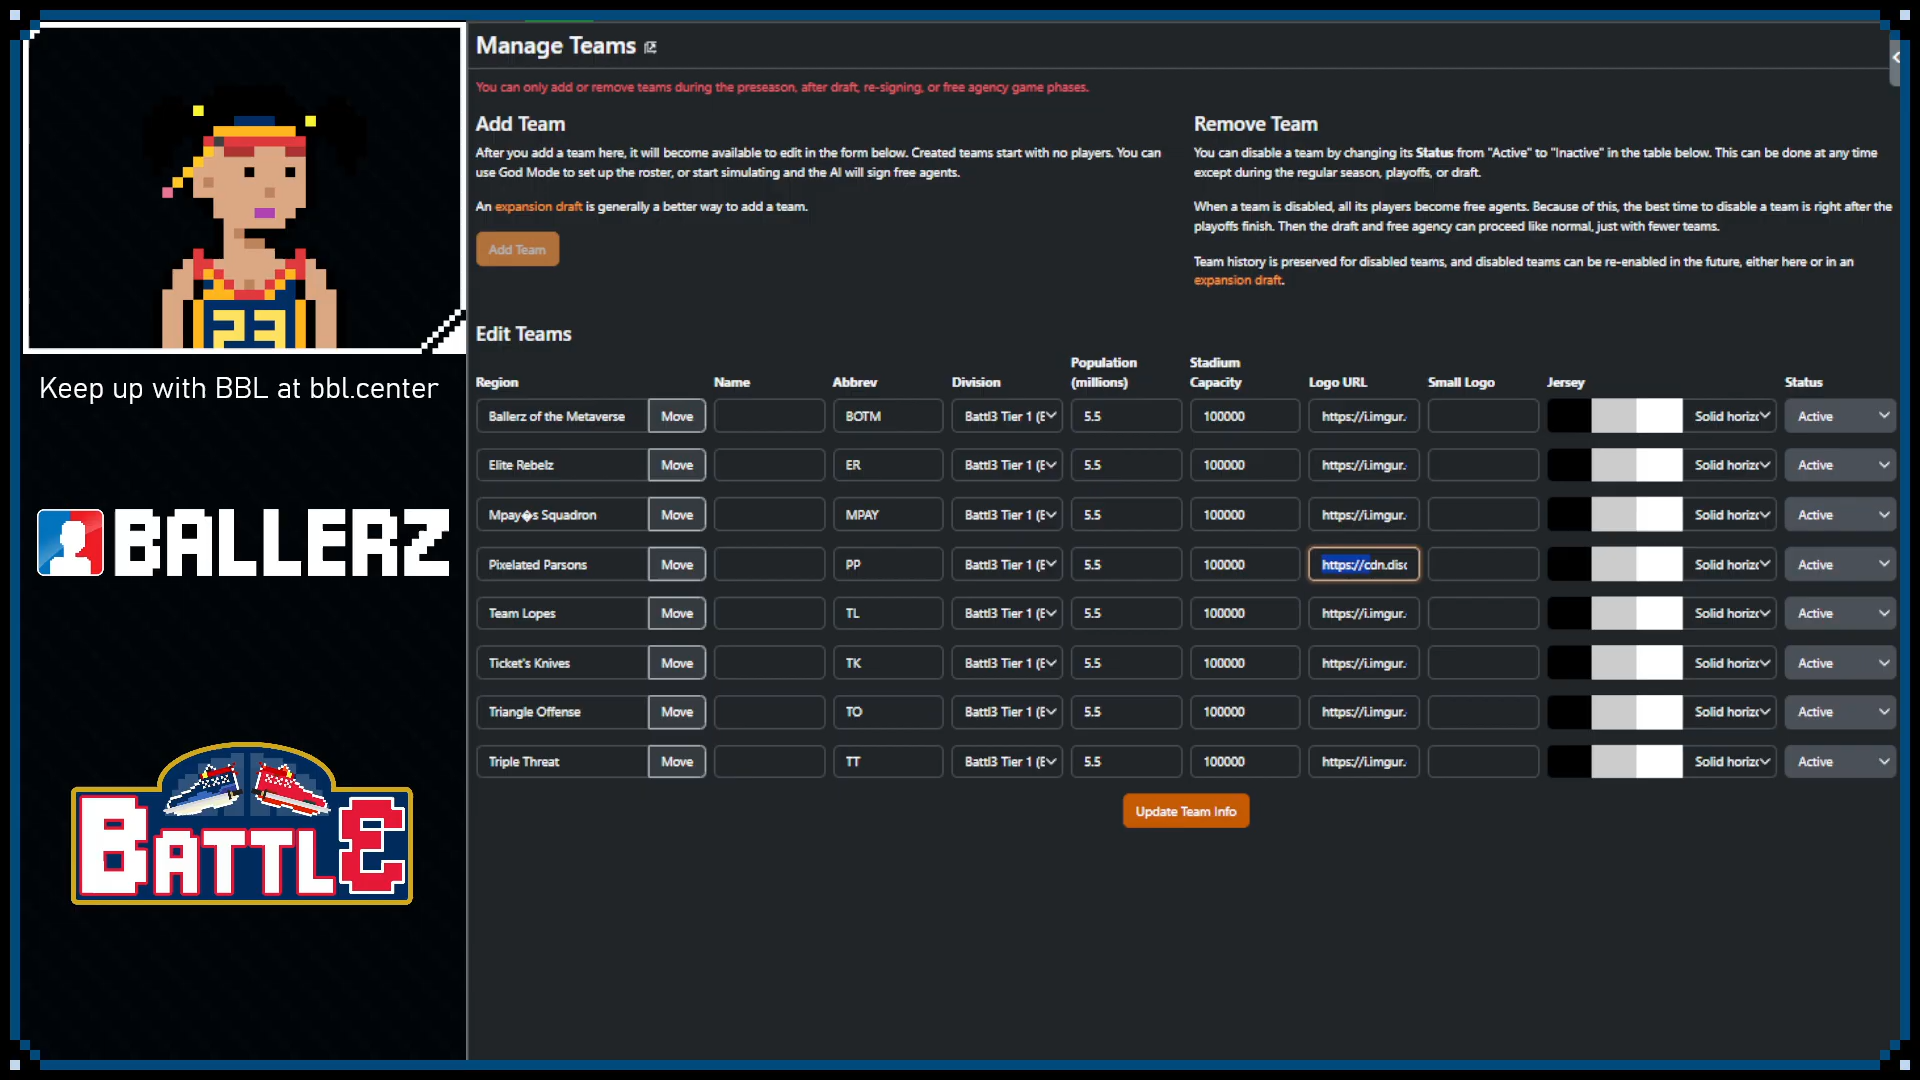 23
Keep up with BBL at bbl.center
BALLERZ
BATTLE
Manage Teams
You can only add or remove teams during the preseason, after draft, re-signing, or free agency game phases.
Add Team
After you add a team here, it will become available to edit in the form below. Created teams start with no players. You can
use God Mode to set up the roster, or start simulating and the AI will sign free agents.
An expansion draft is generally a better way to add a team.
Add Team
Remove Team
You can disable a team by changing its Status from "Active" to "Inactive" in the table below. This can be done at any time
except during the regular season, playoffs, or draft.
When a team is disabled, all its players become free agents. Because of this, the best time to disable a team is right after the
playoffs finish. Then the draft and free agency can proceed like normal, just with fewer teams.
Team history is preserved for disabled teams, and disabled teams can be re-enabled in the future, either here or in an
expansion draft.
Edit Teams
Region Name Abbrev Division Population (millions) Stadium Capacity Logo URL Small Logo Jersey Status
Ballerz of the Metaverse Move BOTM Battl3 Tier 1 (E 5.5 100000 https://i.imgur. Solid horizo Active
Elite Rebelz Move ER Battl3 Tier 1 (E 5.5 100000 https://i.imgur. Solid horizo Active
Mpay�s Squadron Move MPAY Battl3 Tier 1 (E 5.5 100000 https://i.imgur. Solid horizo Active
Pixelated Parsons Move PP Battl3 Tier 1 (E 5.5 100000 https://cdn.disc Solid horizo Active
Team Lopes Move TL Battl3 Tier 1 (E 5.5 100000 https://i.imgur. Solid horizo Active
Ticket's Knives Move TK Battl3 Tier 1 (E 5.5 100000 https://i.imgur. Solid horizo Active
Triangle Offense Move TO Battl3 Tier 1 (E 5.5 100000 https://i.imgur. Solid horizo Active
Triple Threat Move TT Battl3 Tier 1 (E 5.5 100000 https://i.imgur. Solid horizo Active
Update Team Info